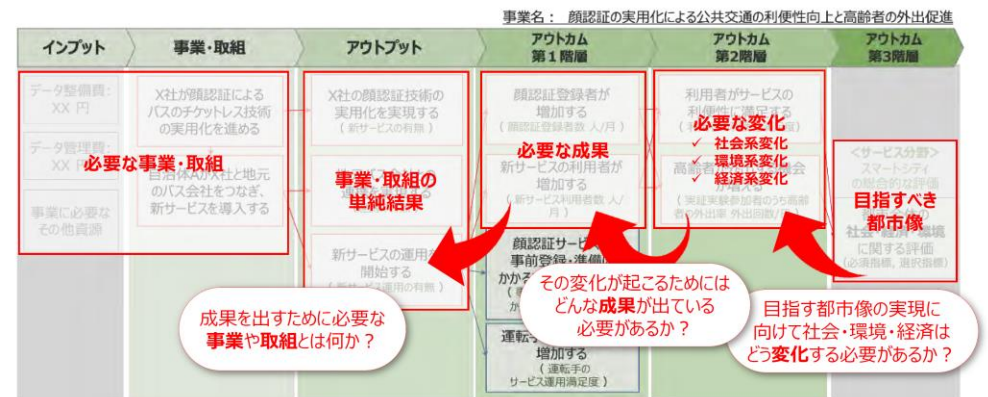 事業名： 顔認証の実用化による公共交通の利便性向上と高齢者の外出促進
インプット
事業・取組
アウトプット
アウトカム
第１階層
アウトカム
第2階層
アウトカム
第3階層
データ整備費:
XX 円
データ管理費:
XX 円
事業に必要な
その他資源
X社が顔認証による
バスのチケットレス技術
の実用化を進める
自治体AがX社と地元
のバス会社をつなぎ、
新サービスを導入する
必要な事業・取組
X社の顔認証技術の
実用化を実現する
（ 新サービスの有無 ）
事業・取組の
単純結果
新サービスの運用を
開始する
（ 新サービス運用の有無 ）
顔認証登録者が
増加する
（ 顔認証登録者数 人/月 ）
必要な成果
新サービスの利用者が
増加する
（ 新サービス利用者数 人/
月 ）
顔認証サービス
事前登録・準備に
かかる
運転手
増加する
（ 運転手の
サービス運用満足度 ）
利用者がサービスの
利便性に満足する
必要な変化
✓ 社会系変化
✓ 環境系変化
✓ 経済系変化
高齢者
会
が増える
（ 実証実験参加者のうち高齢
者の外出率 外出回数/
＜サービス分野＞
スマートシティ
の総合的な評価
目指すべき
都市像
社会・経済・環境
に関する評価
(必須指標, 選択指標)
成果を出すために必要な
事業や取組とは何か？
その変化が起こるためには
どんな成果が出ている
必要があるか？
目指す都市像の実現に
向けて社会・環境・経済は
どう変化する必要があるか？